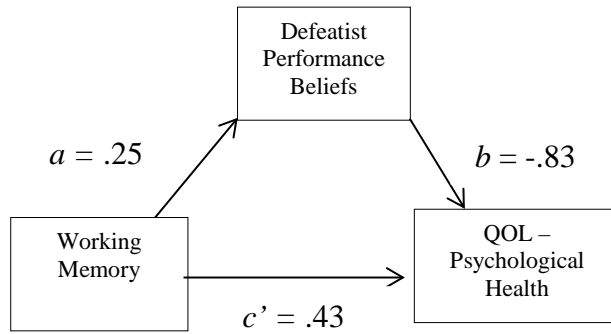 Defeatist
Performance
Beliefs
a = .25
b = -.83
Working
Memory
QOL –
Psychological
Health
c’ = .43